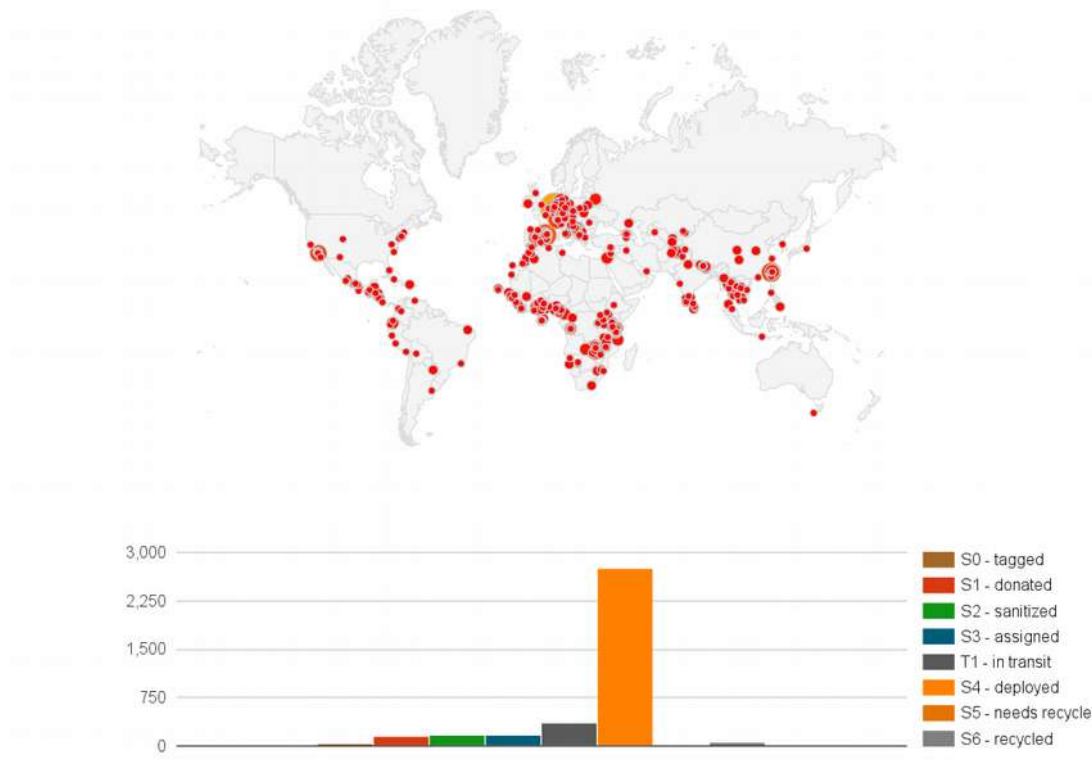 3,000
2,250
1,500
750
0
S0 - tagged
S1 - donated
S2 - sanitized
S3 - assigned
T1 - in transit
S4 - deployed
S5 - needs recycle
S6 - recycled